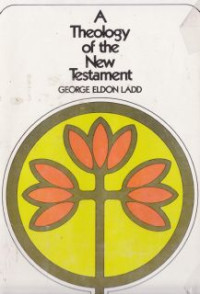 A
Theology
of the
New
Testament
GEORGE ELDON LADD